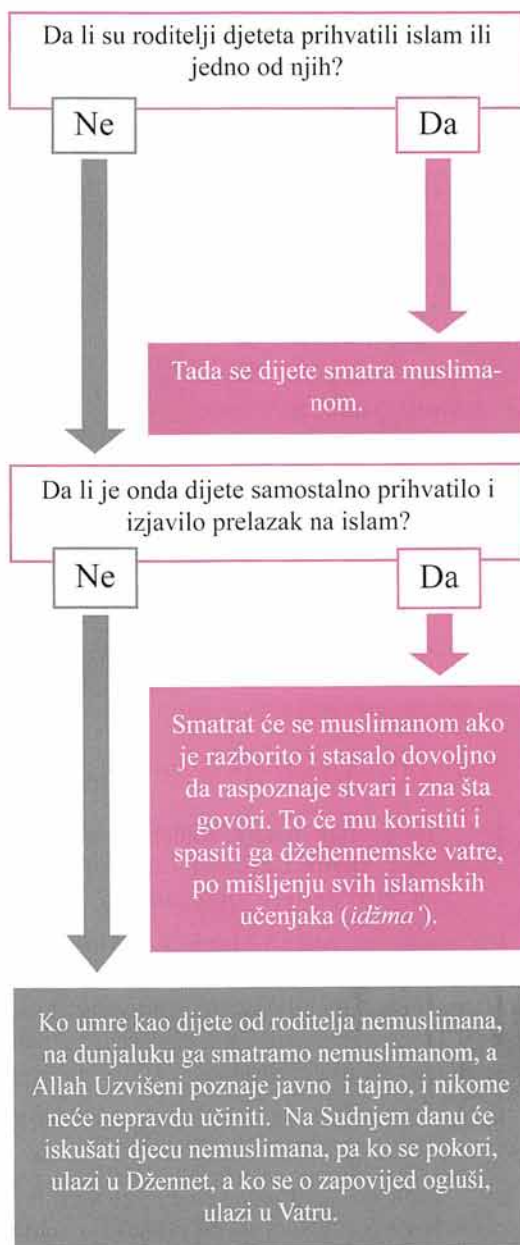 Da li su roditelji djeteta prihvatili islam ili
jedno od njih?
Ne
Da
Tada se dijete smatra muslima-
nom.
Da li je onda dijete samostalno prihvatilo i
izjavilo prelazak na islam?
Ne
Da
Smatrat će se muslimanom ako
je razborito i stasalo dovoljno
da raspoznaje stvari i zna šta
govori. To će mu koristiti i
spasiti ga džehennemske vatre,
po mišljenju svih islamskih
učenjaka (idžma').
Ko umre kao dijete od roditelja nemuslimana,
na dunjaluku ga smatramo nemuslimanom, a
Allah Uzvišeni poznaje javno i tajno, i nikome
neće nepravdu učiniti. Na Sudnjem danu će
iskušati djecu nemuslimana, pa ko se pokori,
ulazi u Džennet, a ko se o zapovijed ogluši,
ulazi u Vatru.